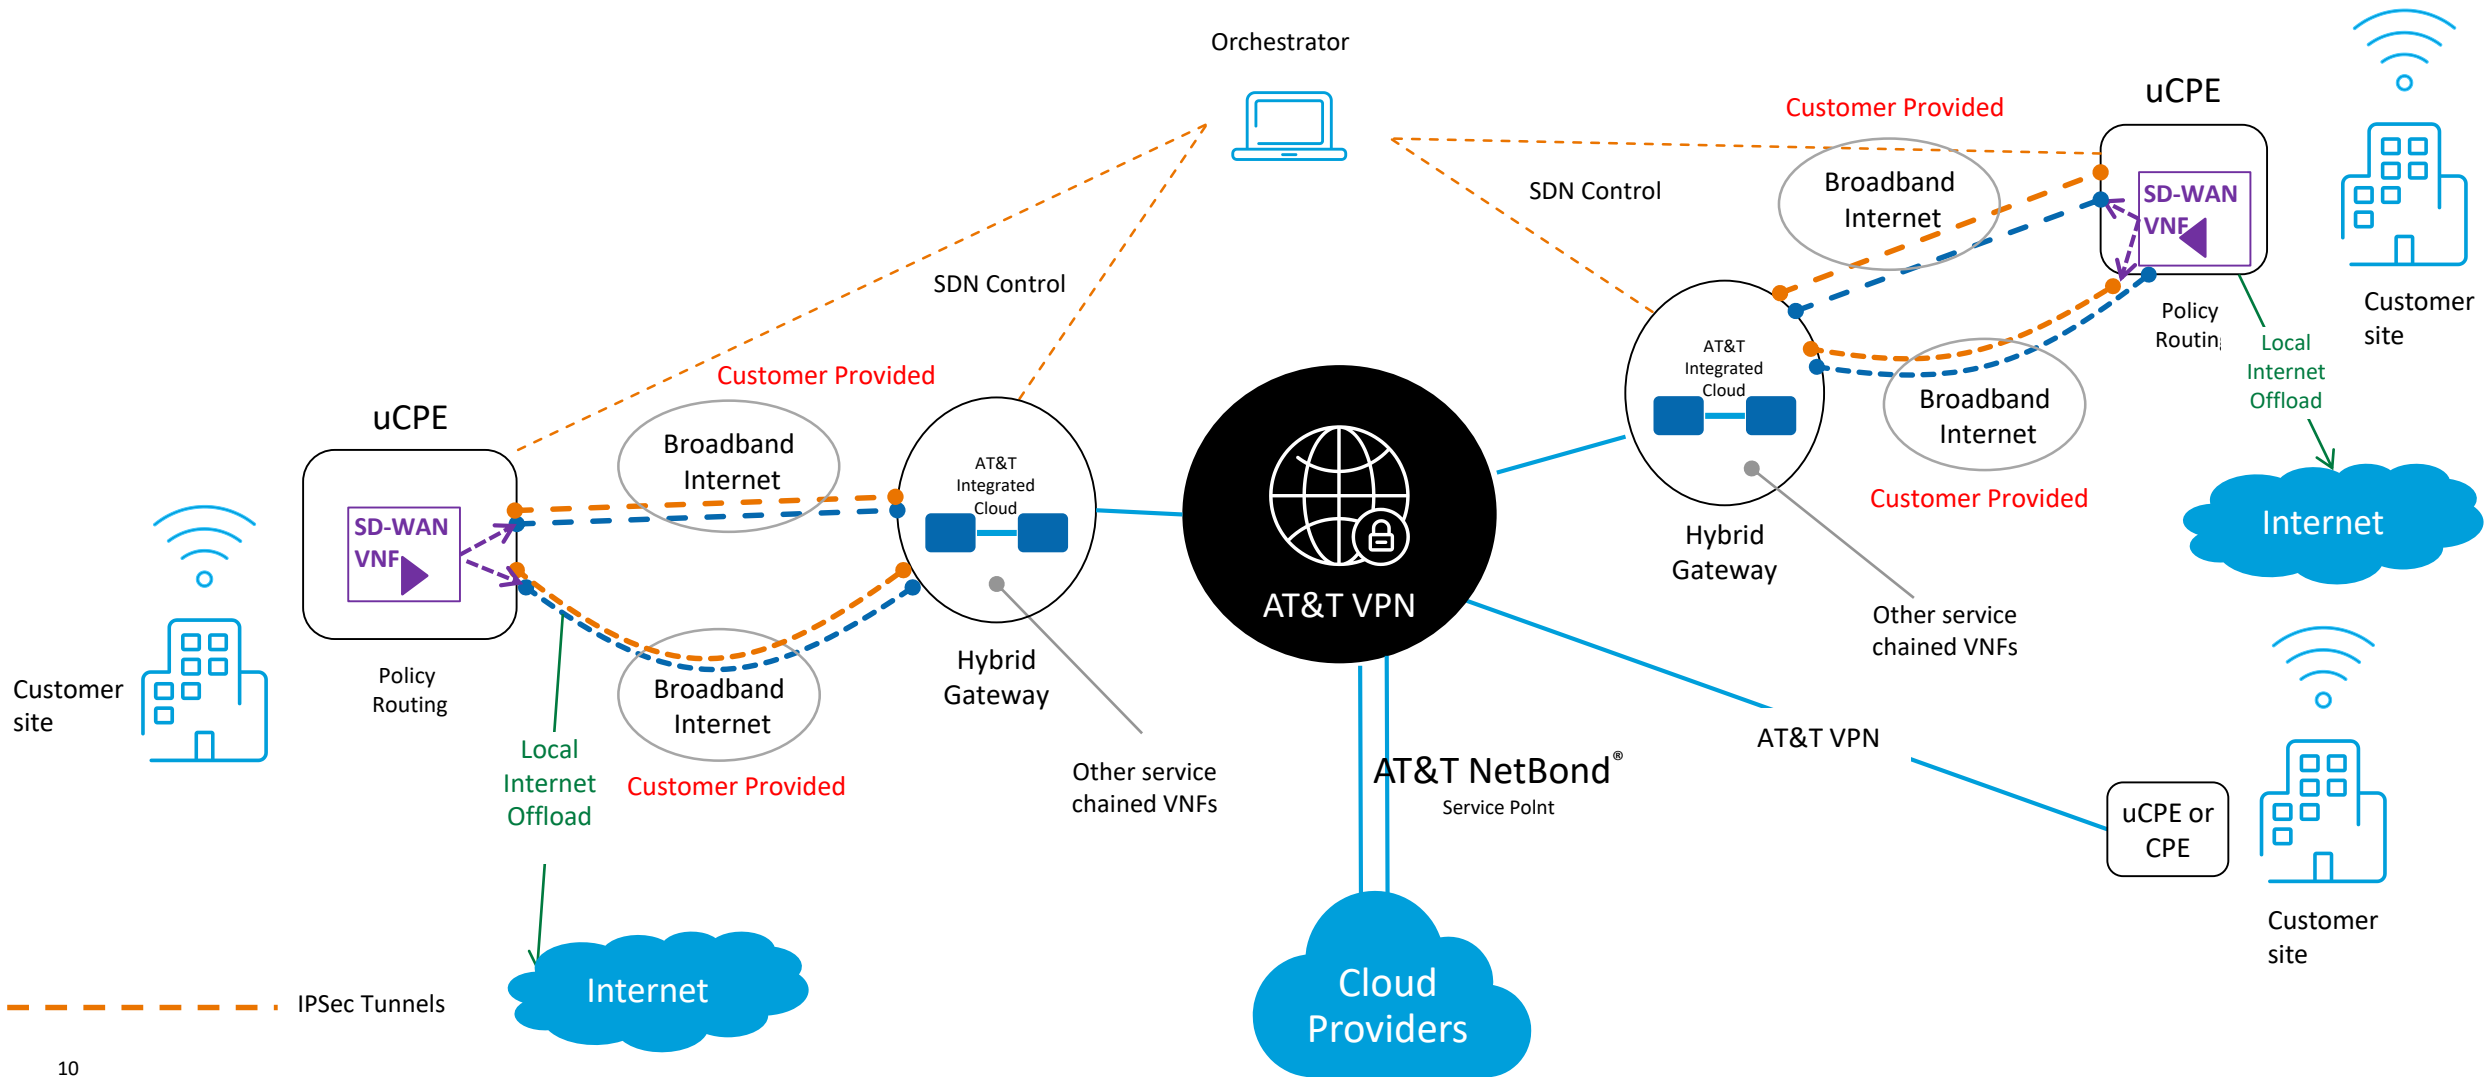 Orchestrator
Customer Provided
uCPE
Broadband
Internet
SDN Control
SD-WAN
VNF
Policy
Routin
Local
Internet
Offload
Customer
site
SDN Control
Customer Provided
uCPE
Broadband
Internet
AT&T
Integrated
Cloud
AT&T
Integrated
Cloud
Broadband
Internet
Customer Provided
Internet
SD-WAN
VNF
Hybrid
Gateway
AT&T VPN
Hybrid
Gateway
Other service
chained VNFs
Policy
Routing
Customer
site
Broadband
Internet
Customer Provided
Local
Internet
Offload
Other service
chained VNFs
AT&T NetBond®
Service PoInt
AT&T VPN
uCPE or
CPE
Customer
site
Internet
Cloud
Providers
IPSec Tunnels
10